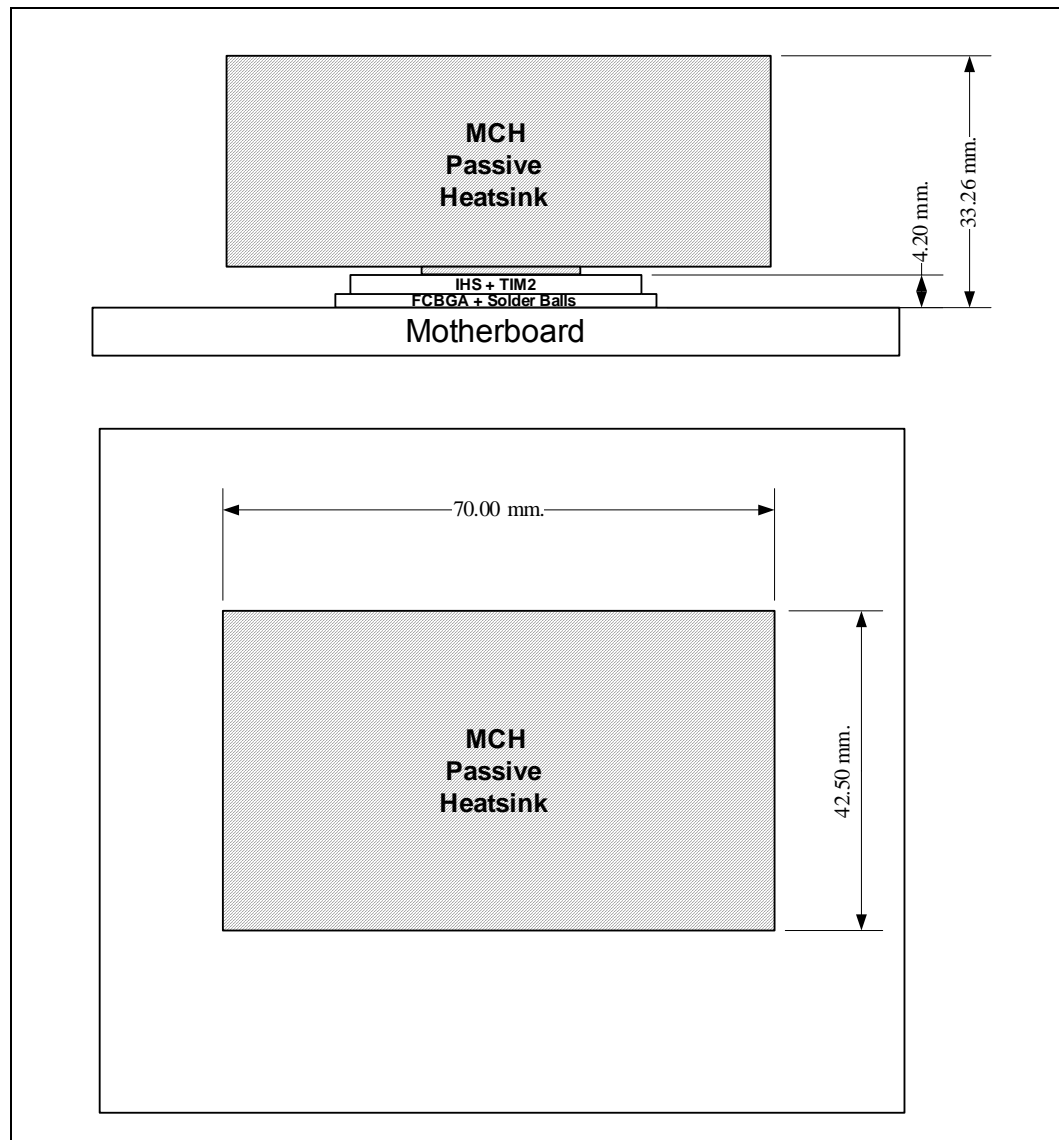 MCH
Passive
Heatsink
33.26 mm.
4.20 mm.
IHS + TIM2
FCBGA + Solder Balls
Motherboard
70.00 mm.
MCH
Passive
Heatsink
42.50 mm.